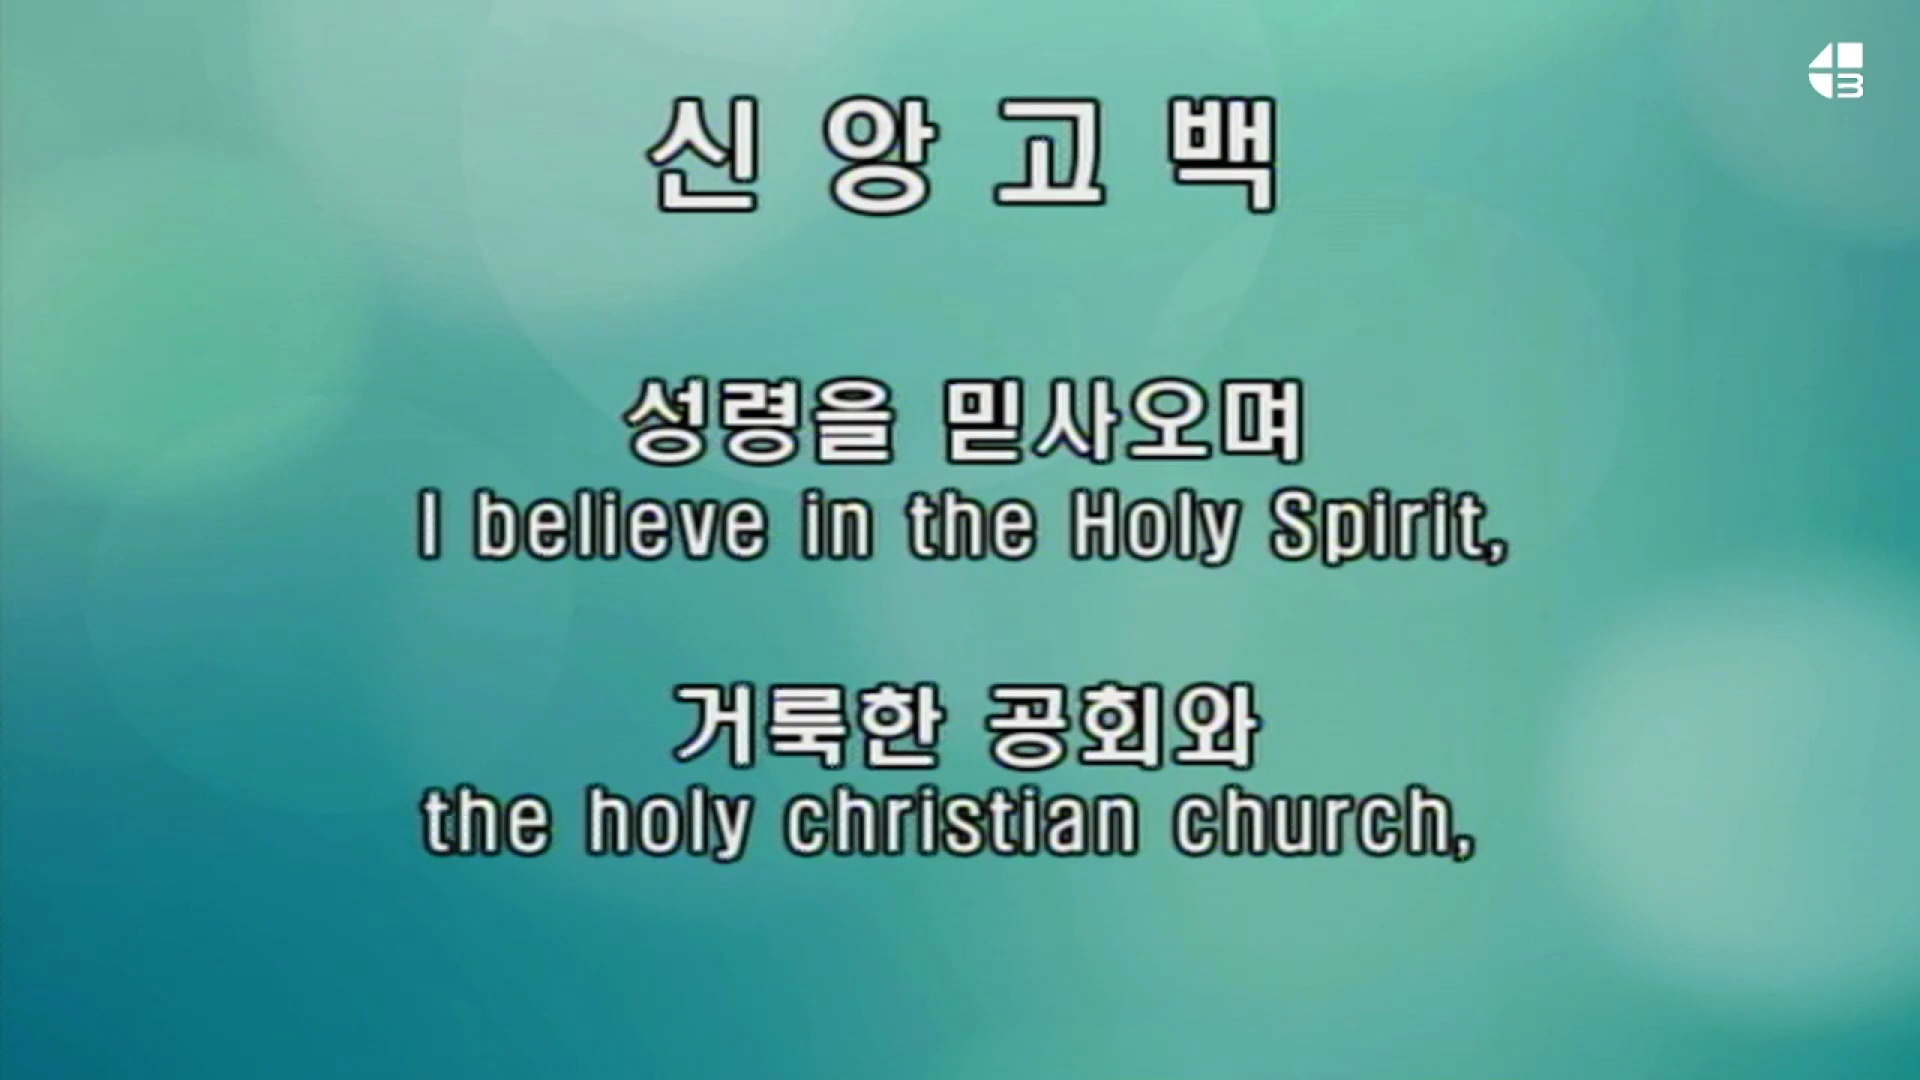 신앙고백
성령을 믿사오며
I believe in the Holy Spirit,
거룩한 공회와
the holy christian church,